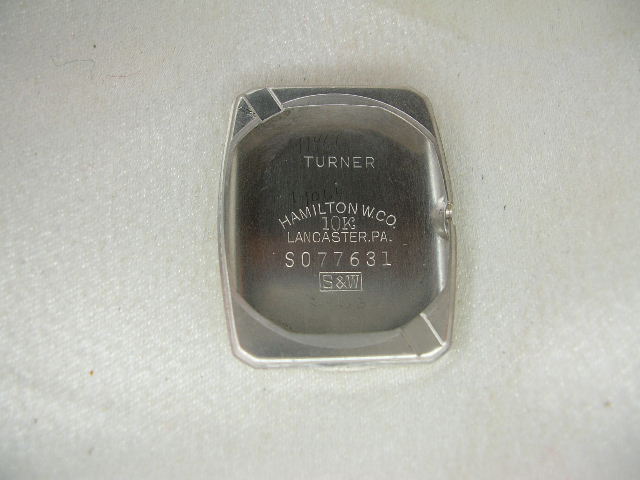 TURNER
HAMILTON W. CO.
10K
LANCASTER, PA.
S077631
S&W